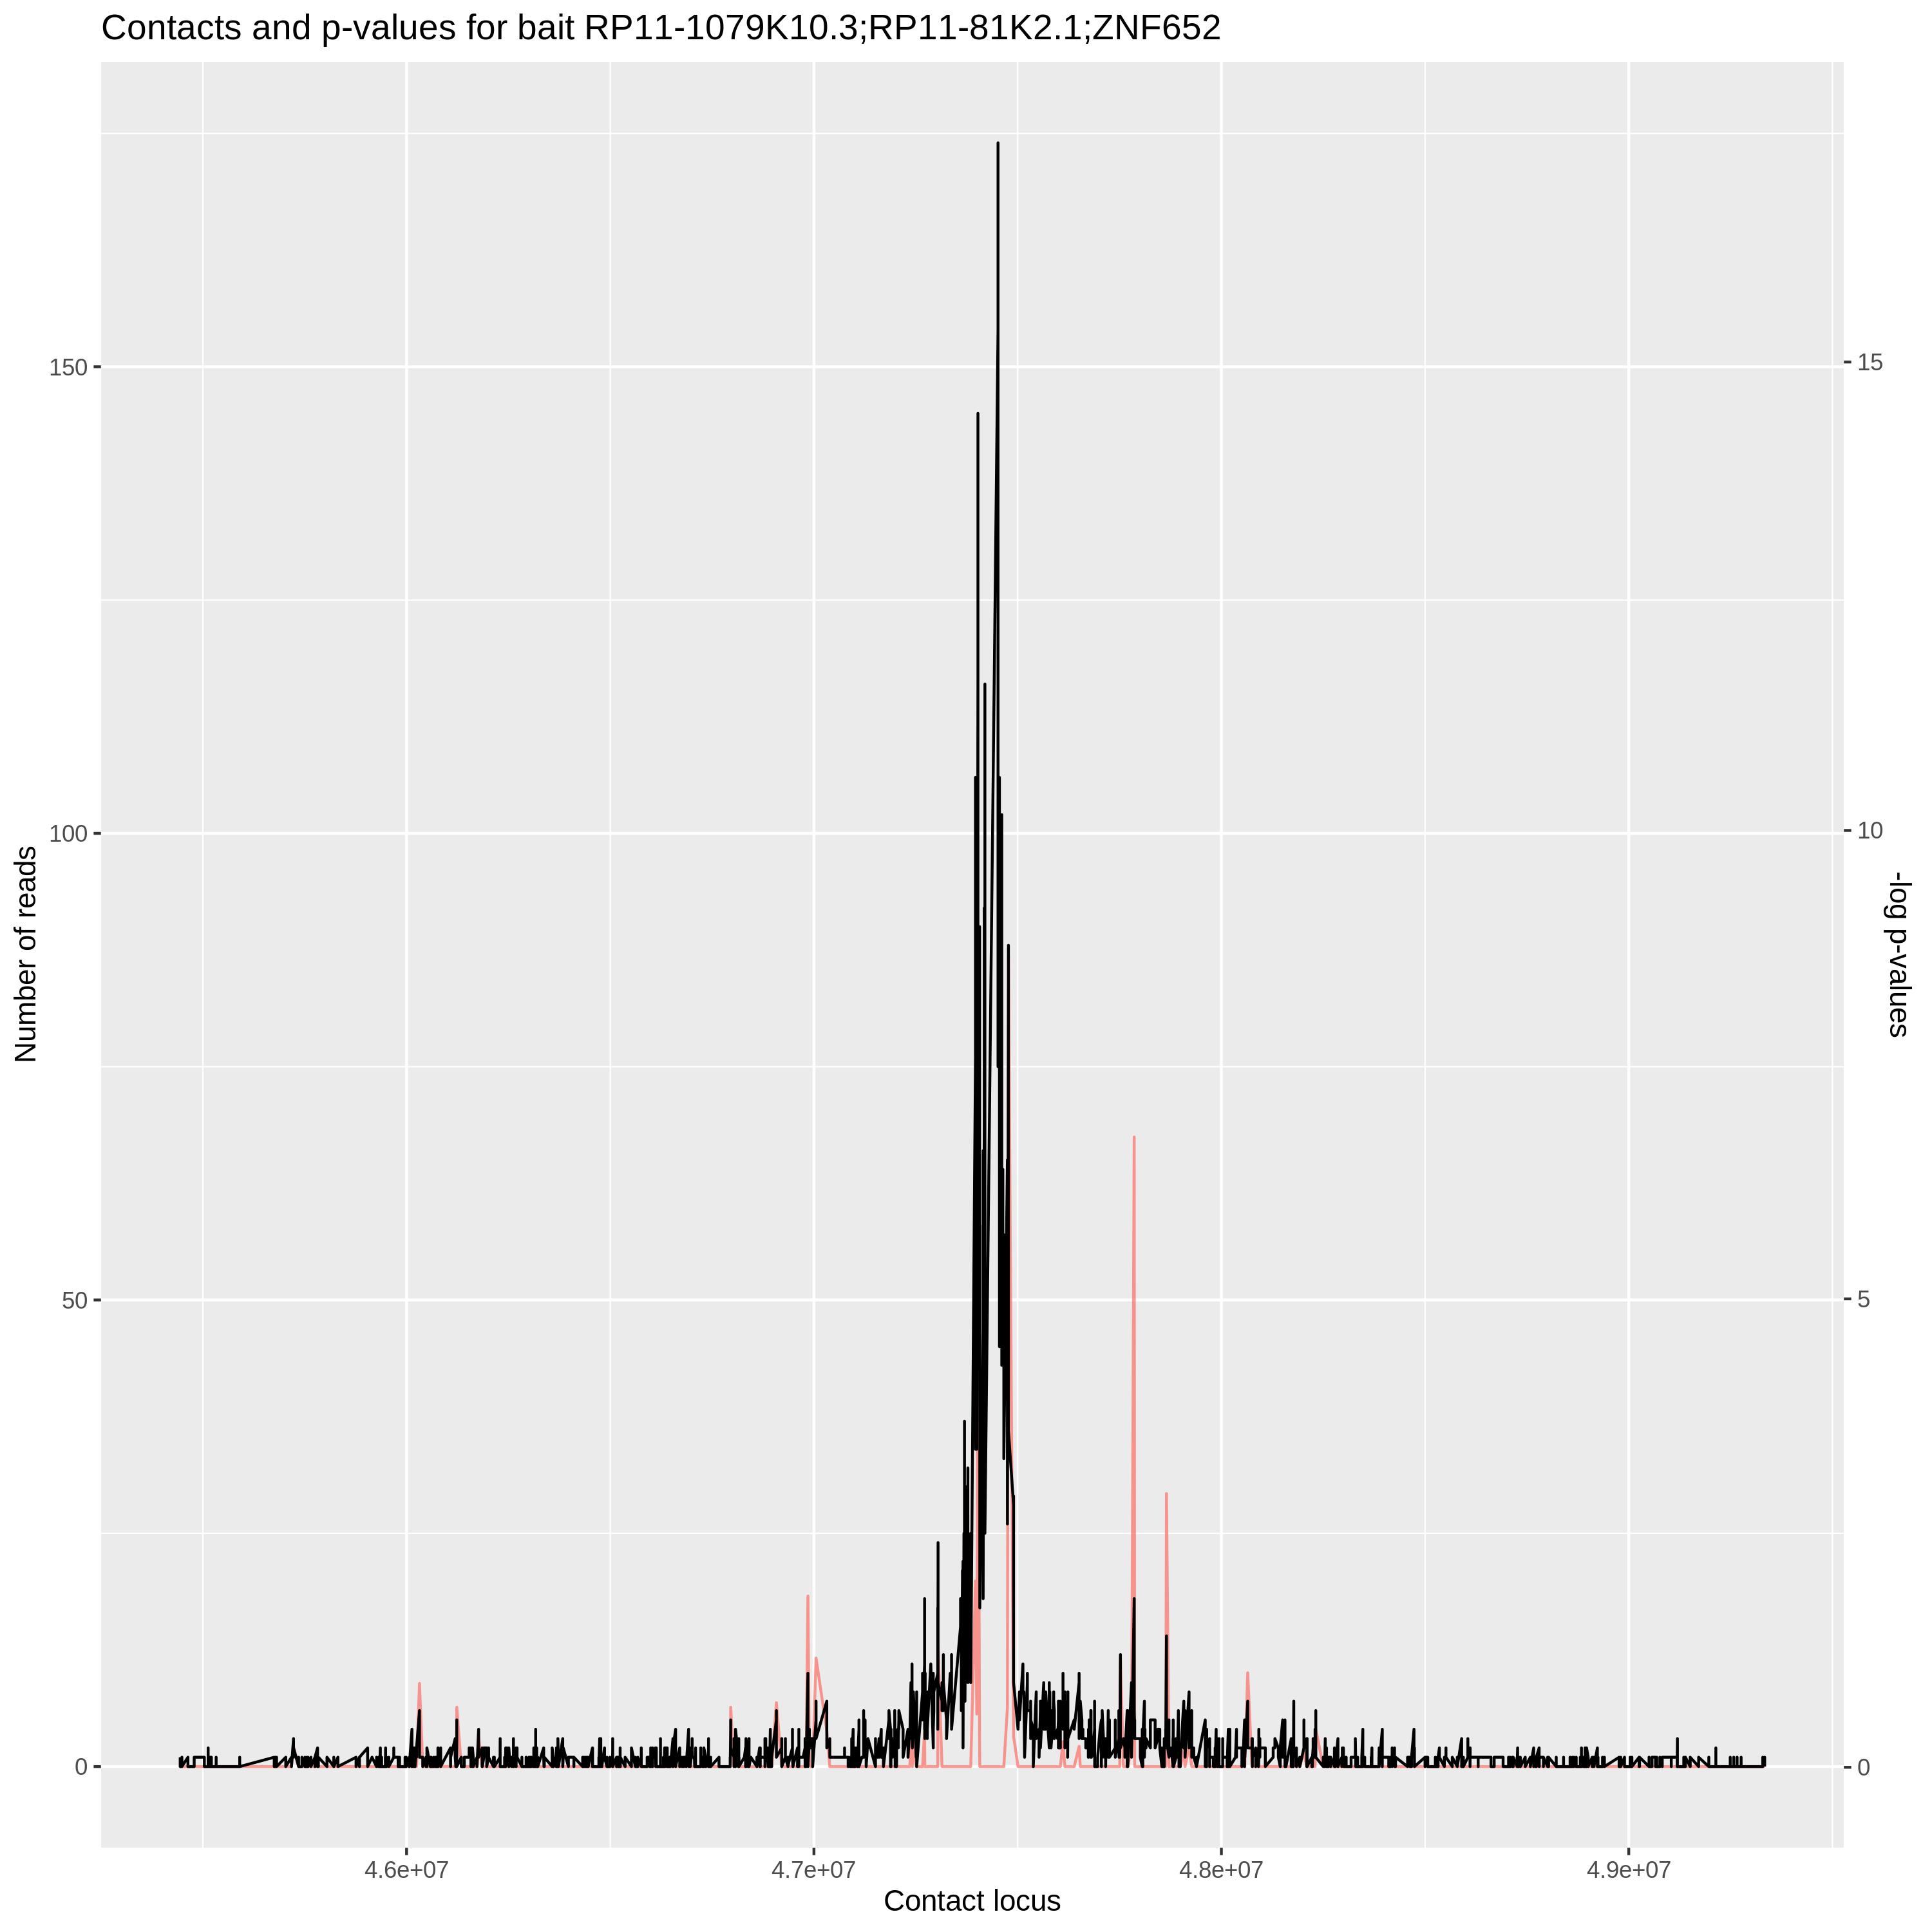 Contacts and p-values for bait RP11-1079K10.3;RP11-81K2.1;ZNF652
150
100
50
0
Number of reads
15
10
5
0
-log p-values
4.6e+07
4.7e+07
4.8e+07
4.9e+07
Contact locus